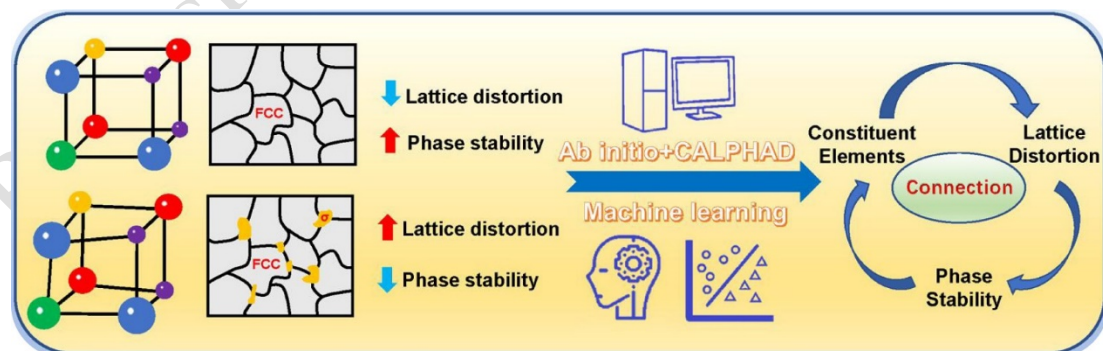 FCC
Lattice distortion
Phase stability
FCC
σ
Lattice distortion
Phase stability
Ab initio+CALPHAD
Machine learning
Constituent
Elements
Lattice
Distortion
Connection
Phase
Stability